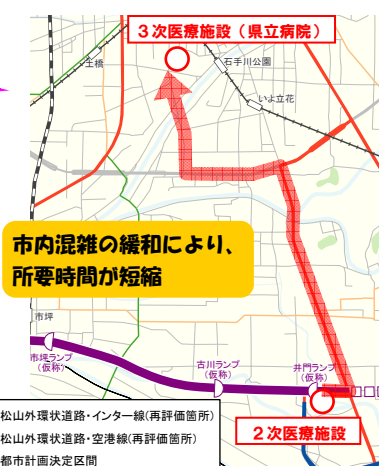 3次医療施設（県立病院）
土橋
石手川公園
いよ立花
市内混雑の緩和により、
所要時間が短縮
市坪
市坪ランプ
（仮称）
古川ランプ
（仮称）
井門ランプ
（仮称）
2次医療施設
松山外環状道路・インター線(再評価箇所)
松山外環状道路・空港線(再評価箇所)
都市計画決定区間